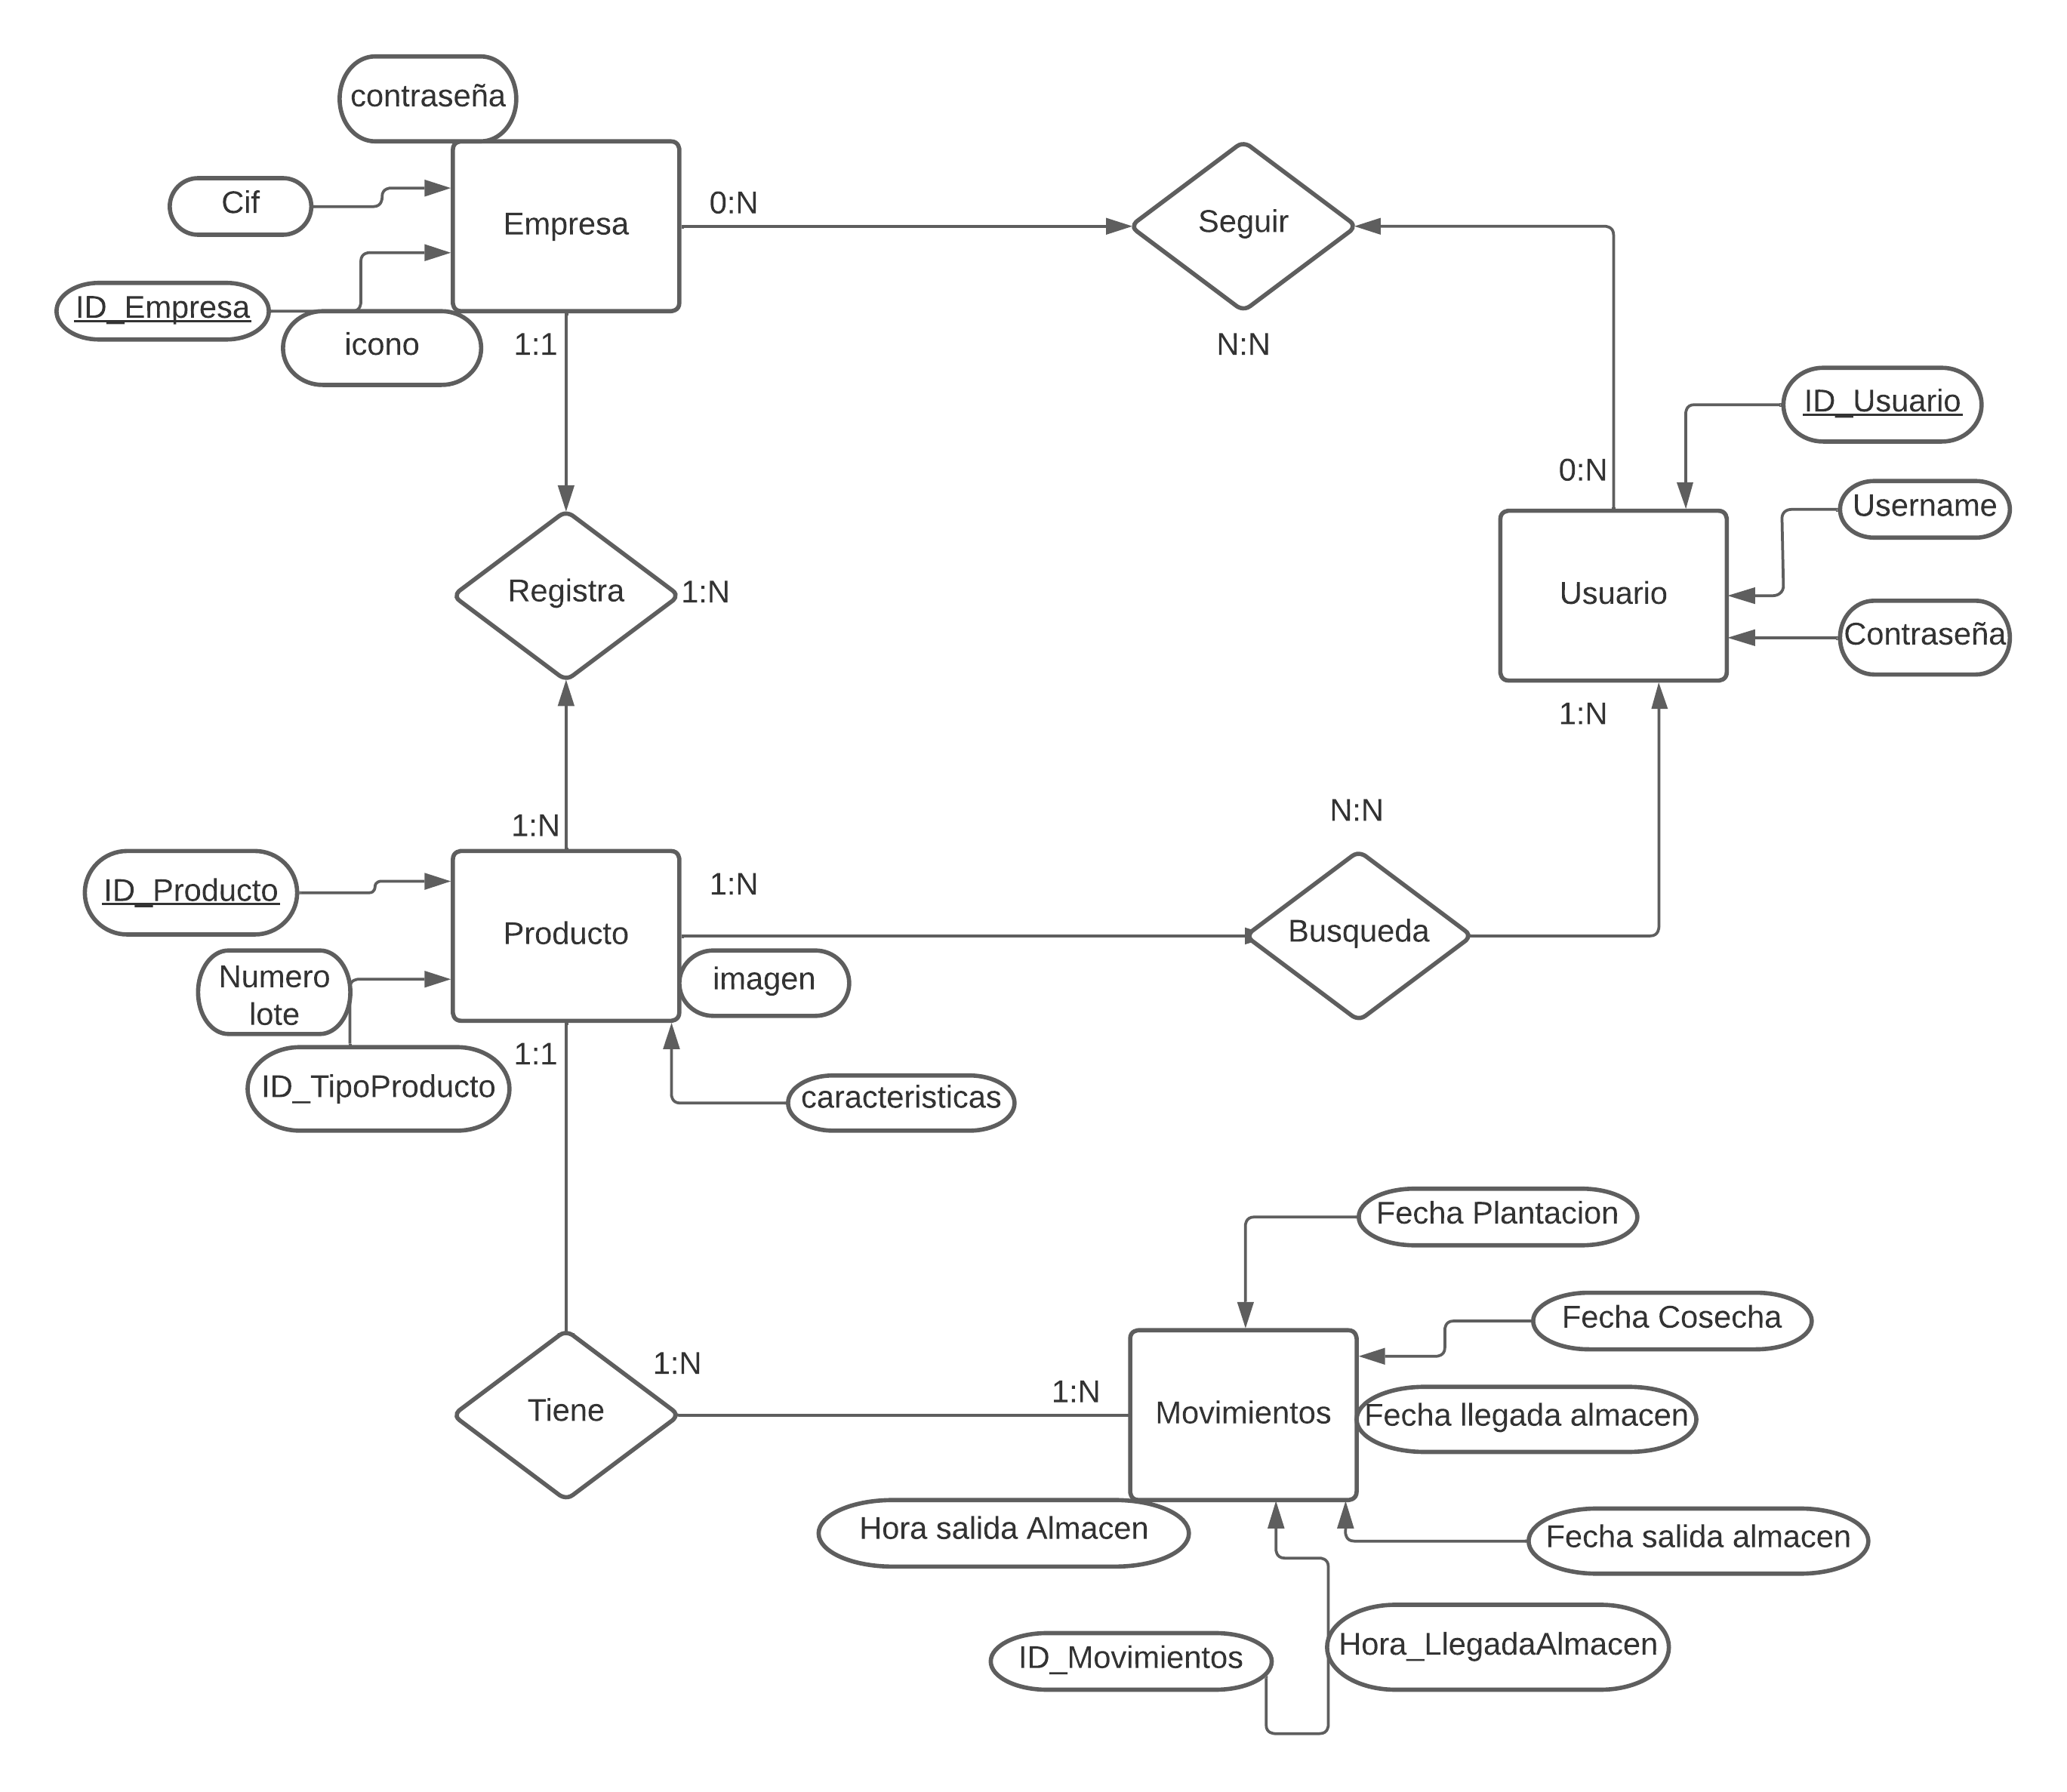 contraseña
Cif
Empresa
0:N
Seguir
ID_Empresa
icono
1:1
N:N
ID_Usuario
0:N
Username
Registra
1:N
Usuario
Contraseña
1:N
1:N
N:N
ID_Producto
1:N
Producto
Busqueda
Numero
lote
imagen
1:1
ID_TipoProducto
caracteristicas
Fecha Plantacion
Fecha Cosecha
1:N
1:N
Tiene
Movimientos
Fecha llegada almacen
Hora salida Almacen
Fecha salida almacen
ID_Movimientos
Hora_LlegadaAlmacen